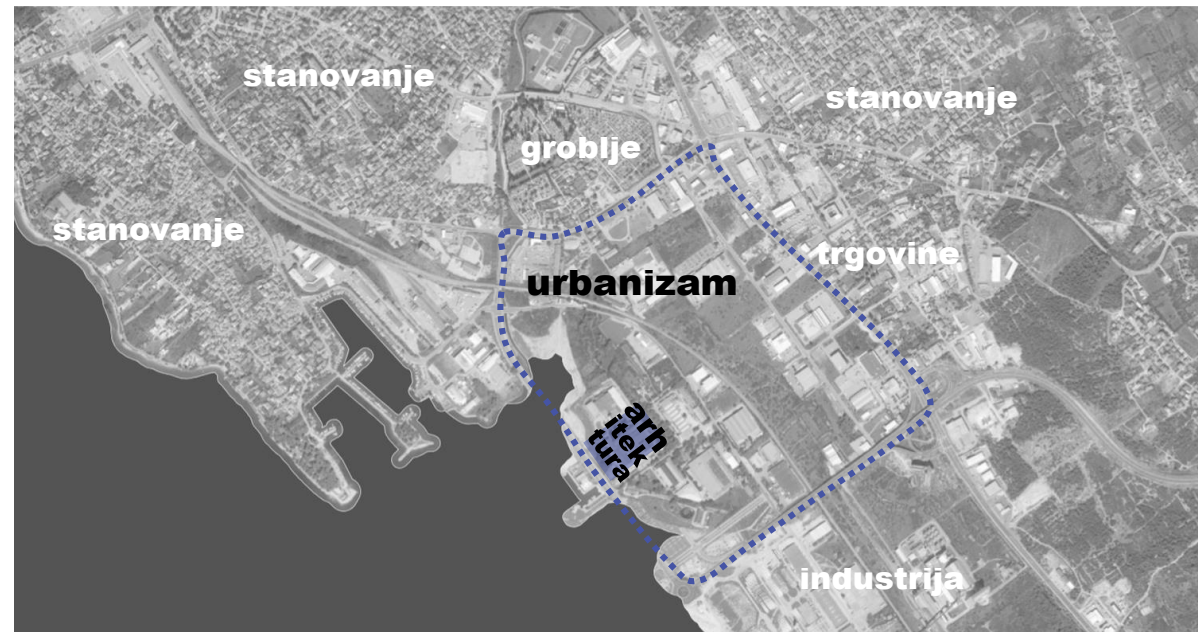 stanovanje
stanovanje
groblje
stanovanje
trgovine
urbanizam
arh
itek
tura
industrija